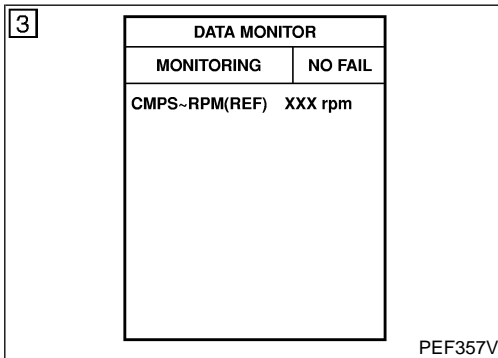 3
DATA MONITOR
MONITORING NO FAIL
CMPS~RPM(REF) XXX rpm
PEF357V